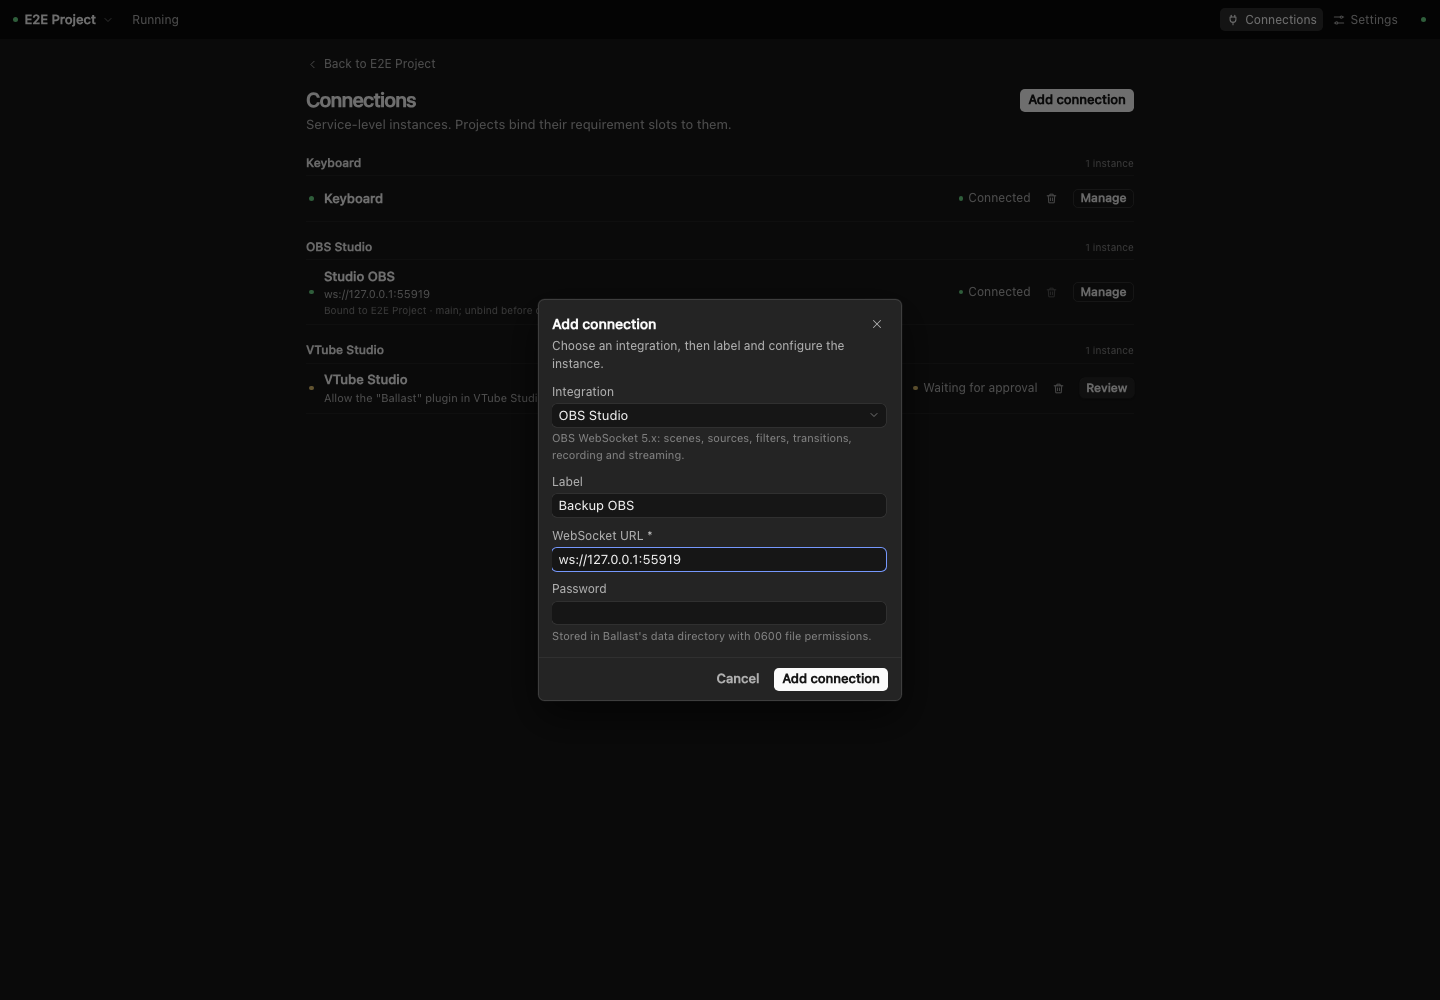 E2E Project
Running
Connections
Settings
Back to E2E Project
Connections
Add connection
Service-level instances. Projects bind their requirement slots to them.
Keyboard
1 instance
Keyboard
Connected
Manage
OBS Studio
1 instance
Studio OBS
ws://127.0.0.1:55919
Bound to E2E Project · main; unbind before
Connected
Manage
VTube Studio
1 instance
VTube Studio
Allow the "Ballast" plugin in VTube Studi
Waiting for approval
Review
Add connection
Choose an integration, then label and configure the
instance.
Integration
OBS Studio
OBS WebSocket 5.x: scenes, sources, filters, transitions,
recording and streaming.
Label
Backup OBS
WebSocket URL *
ws://127.0.0.1:55919
Password
Stored in Ballast's data directory with 0600 file permissions.
Cancel
Add connection